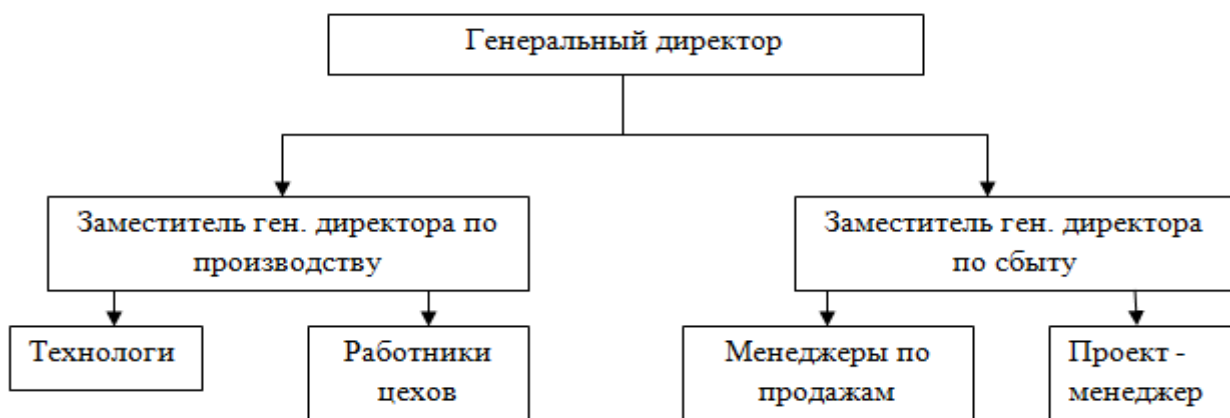 Генеральный директор
Заместитель ген. директора по
производству
Заместитель ген. директора
по сбыту
Технологи
Работники
цехов
Менеджеры по
продажам
Проект -
менеджер